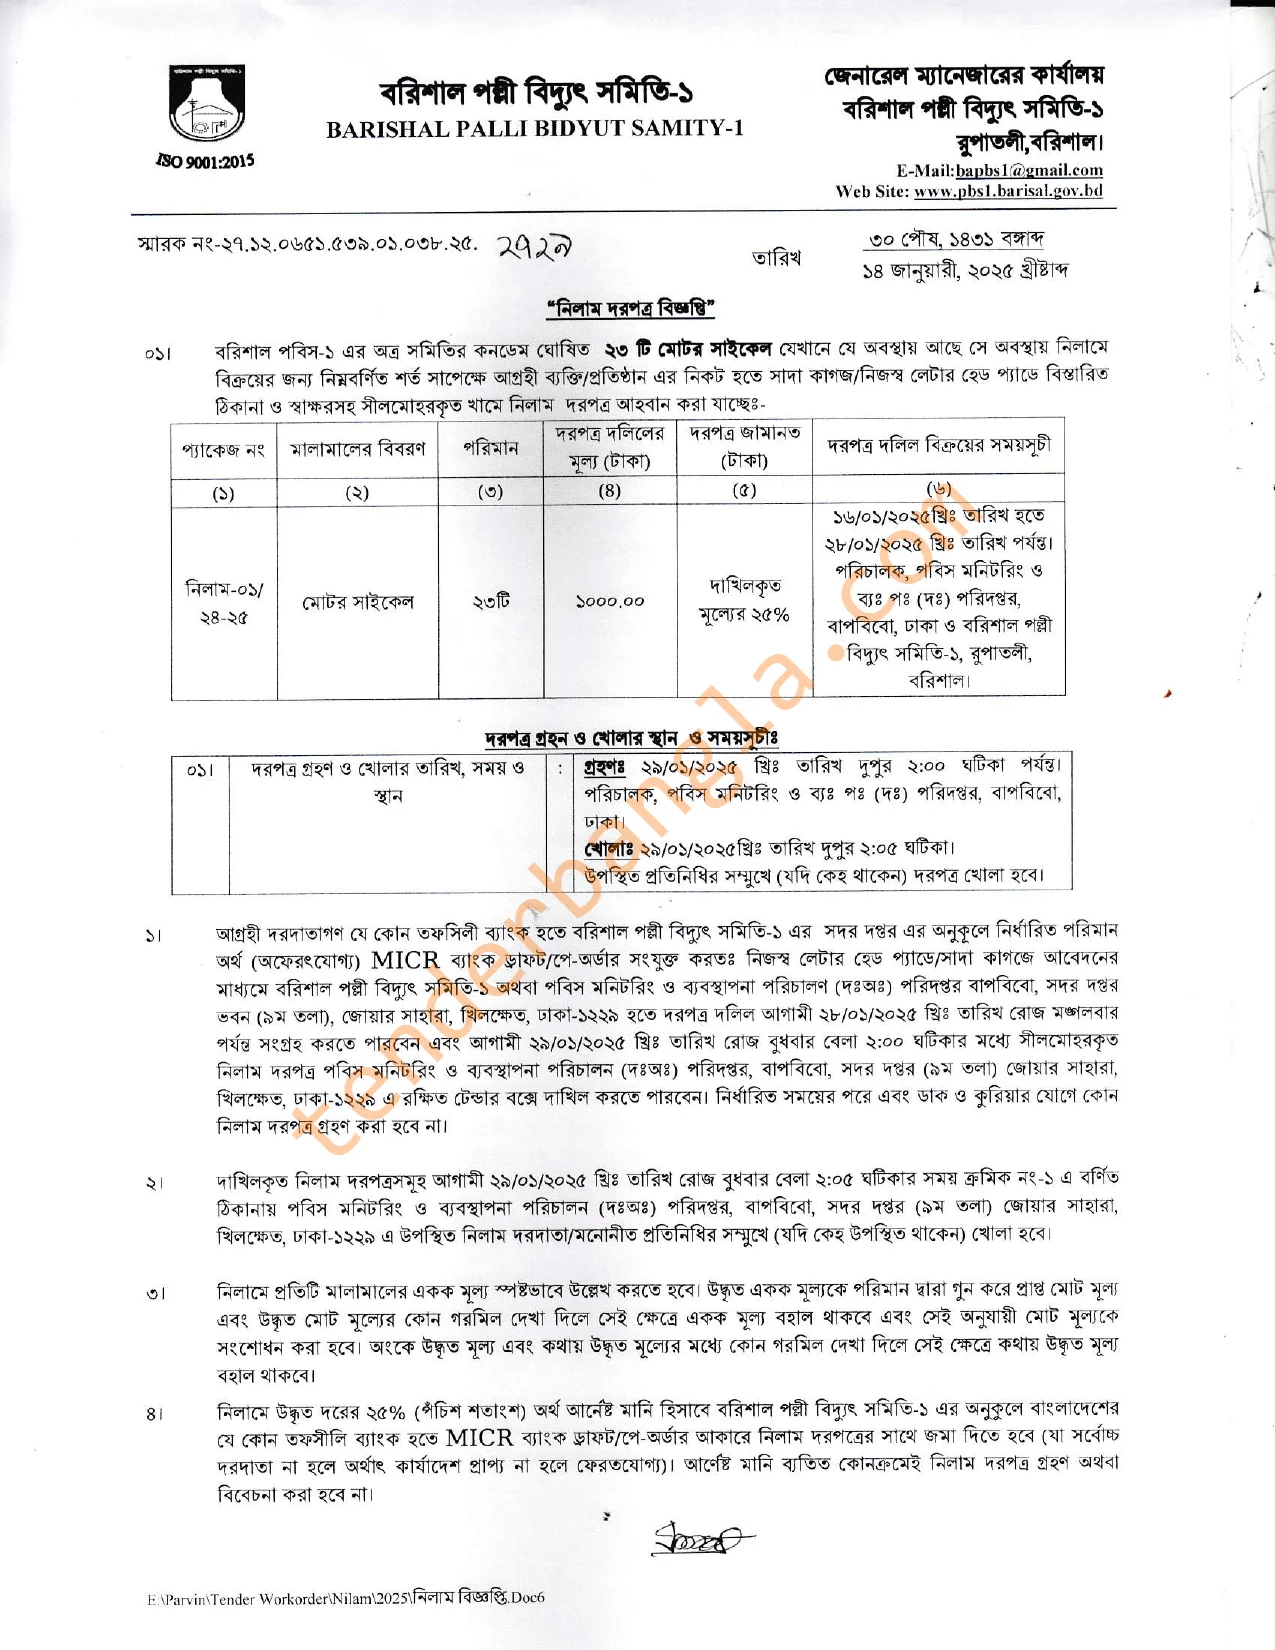 বরিশাল পল্লী বিদ্যুৎ সমিতি-১
ISO 9001:2015
বরিশাল পল্লী বিদ্যুৎ সমিতি-১
BARISHAL PALLI BIDYUT SAMITY-1
জেনারেল ম্যানেজারের কার্যালয়
বরিশাল পল্লী বিদ্যুৎ সমিতি-১
রুপাতলী,বরিশাল।
E-Mail:bapbs1@gmail.com
Web Site: www.pbs1.barisal.gov.bd
স্মারক নং-২৭.১২.০৬৫১.৫৩৯.০১.০৩৮.২৫. ২৭২৯
তারিখ
৩০ পৌষ, ১৪৩১ বঙ্গাব্দ
১৪ জানুয়ারী, ২০২৫ খ্রীষ্টাব্দ
“নিলাম দরপত্র বিজ্ঞপ্তি”
০১। বরিশাল পবিস-১ এর অত্র সমিতির কনডেম ঘোষিত ২৩ টি মোটর সাইকেল যেখানে যে অবস্থায় আছে সে অবস্থায় নিলামে
বিক্রয়ের জন্য নিম্নবর্ণিত শর্ত সাপেক্ষে আগ্রহী ব্যক্তি/প্রতিষ্ঠান এর নিকট হতে সাদা কাগজ/নিজস্ব লেটার হেড প্যাডে বিস্তারিত
ঠিকানা ও স্বাক্ষরসহ সীলমোহরকৃত খামে নিলাম দরপত্র আহবান করা যাচ্ছেঃ-
প্যাকেজ নং
মালামালের বিবরণ
পরিমান
দরপত্র দলিলের
মূল্য (টাকা)
দরপত্র জামানত
(টাকা)
দরপত্র দলিল বিক্রয়ের সময়সূচী
(১) (২) (৩) (৪) (৫) (৬)
নিলাম-০১/
২৪-২৫
মোটর সাইকেল
২৩টি
১০০০.০০
দাখিলকৃত
মূল্যের ২৫%
১৬/০১/২০২৫খ্রিঃ তারিখ হতে
২৮/০১/২০২৫ খ্রিঃ তারিখ পর্যন্ত।
পরিচালক, পবিস মনিটরিং ও
ব্যঃ পঃ (দঃ) পরিদপ্তর,
বাপবিবো, ঢাকা ও বরিশাল পল্লী
বিদ্যুৎ সমিতি-১, রুপাতলী,
বরিশাল।
দরপত্র গ্রহন ও খোলার স্থান ও সময়সূচীঃ
০১।
দরপত্র গ্রহণ ও খোলার তারিখ, সময় ও
স্থান
:
গ্রহণঃ ২৯/০১/২০২৫ খ্রিঃ তারিখ দুপুর ২:০০ ঘটিকা পর্যন্ত।
পরিচালক, পবিস মনিটরিং ও ব্যঃ পঃ (দঃ) পরিদপ্তর, বাপবিবো,
ঢাকা।
খোলাঃ ২৯/০১/২০২৫খ্রিঃ তারিখ দুপুর ২:০৫ ঘটিকা।
উপস্থিত প্রতিনিধির সম্মুখে (যদি কেহ থাকেন) দরপত্র খোলা হবে।
১। আগ্রহী দরদাতাগণ যে কোন তফসিলী ব্যাংক হতে বরিশাল পল্লী বিদ্যুৎ সমিতি-১ এর সদর দপ্তর এর অনুকূলে নির্ধারিত পরিমান
অর্থ (অফেরৎযোগ্য) MICR ব্যাংক ড্রাফট/পে-অর্ডার সংযুক্ত করতঃ নিজস্ব লেটার হেড প্যাডে/সাদা কাগজে আবেদনের
মাধ্যমে বরিশাল পল্লী বিদ্যুৎ সমিতি-১ অথবা পবিস মনিটরিং ও ব্যবস্থাপনা পরিচালণ (দঃঅঃ) পরিদপ্তর বাপবিবো, সদর দপ্তর
ভবন (৯ম তলা), জোয়ার সাহারা, খিলক্ষেত, ঢাকা-১২২৯ হতে দরপত্র দলিল আগামী ২৮/০১/২০২৫ খ্রিঃ তারিখ রোজ মঙ্গলবার
পর্যন্ত সংগ্রহ করতে পারবেন এবং আগামী ২৯/০১/২০২৫ খ্রিঃ তারিখ রোজ বুধবার বেলা ২:০০ ঘটিকার মধ্যে সীলমোহরকৃত
নিলাম দরপত্র পবিস মনিটরিং ও ব্যবস্থাপনা পরিচালন (দঃঅঃ) পরিদপ্তর, বাপবিবো, সদর দপ্তর (৯ম তলা) জোয়ার সাহারা,
খিলক্ষেত, ঢাকা-১২২৯ এ রক্ষিত টেন্ডার বক্সে দাখিল করতে পারবেন। নির্ধারিত সময়ের পরে এবং ডাক ও কুরিয়ার যোগে কোন
নিলাম দরপত্র গ্রহণ করা হবে না।
২। দাখিলকৃত নিলাম দরপত্রসমূহ আগামী ২৯/০১/২০২৫ খ্রিঃ তারিখ রোজ বুধবার বেলা ২:০৫ ঘটিকার সময় ক্রমিক নং-১ এ বর্ণিত
ঠিকানায় পবিস মনিটরিং ও ব্যবস্থাপনা পরিচালন (দঃঅঃ) পরিদপ্তর, বাপবিবো, সদর দপ্তর (৯ম তলা) জোয়ার সাহারা,
খিলক্ষেত, ঢাকা-১২২৯ এ উপস্থিত নিলাম দরদাতা/মনোনীত প্রতিনিধির সম্মুখে (যদি কেহ উপস্থিত থাকেন) খোলা হবে।
৩। নিলামে প্রতিটি মালামালের একক মূল্য স্পষ্টভাবে উল্লেখ করতে হবে। উদ্ধৃত একক মূল্যকে পরিমান দ্বারা গুন করে প্রাপ্ত মোট মূল্য
এবং উদ্ধৃত মোট মূল্যের কোন গরমিল দেখা দিলে সেই ক্ষেত্রে একক মূল্য বহাল থাকবে এবং সেই অনুযায়ী মোট মূল্যকে
সংশোধন করা হবে। অংকে উদ্ধৃত মূল্য এবং কথায় উদ্ধৃত মূল্যের মধ্যে কোন গরমিল দেখা দিলে সেই ক্ষেত্রে কথায় উদ্ধৃত মূল্য
বহাল থাকবে।
৪। নিলামে উদ্ধৃত দরের ২৫% (পঁচিশ শতাংশ) অর্থ আর্নেষ্ট মানি হিসাবে বরিশাল পল্লী বিদ্যুৎ সমিতি-১ এর অনুকুলে বাংলাদেশের
যে কোন তফসীলি ব্যাংক হতে MICR ব্যাংক ড্রাফট/পে-অর্ডার আকারে নিলাম দরপত্রের সাথে জমা দিতে হবে (যা সর্বোচ্চ
দরদাতা না হলে অর্থাৎ কার্যাদেশ প্রাপ্য না হলে ফেরতযোগ্য)। আর্ণেষ্ট মানি ব্যতিত কোনক্রমেই নিলাম দরপত্র গ্রহণ অথবা
বিবেচনা করা হবে না।
E:\Parvin\Tender Workorder\Nilam\2025\নিলাম বিজ্ঞপ্তি.Doc6
tenderbangla.com